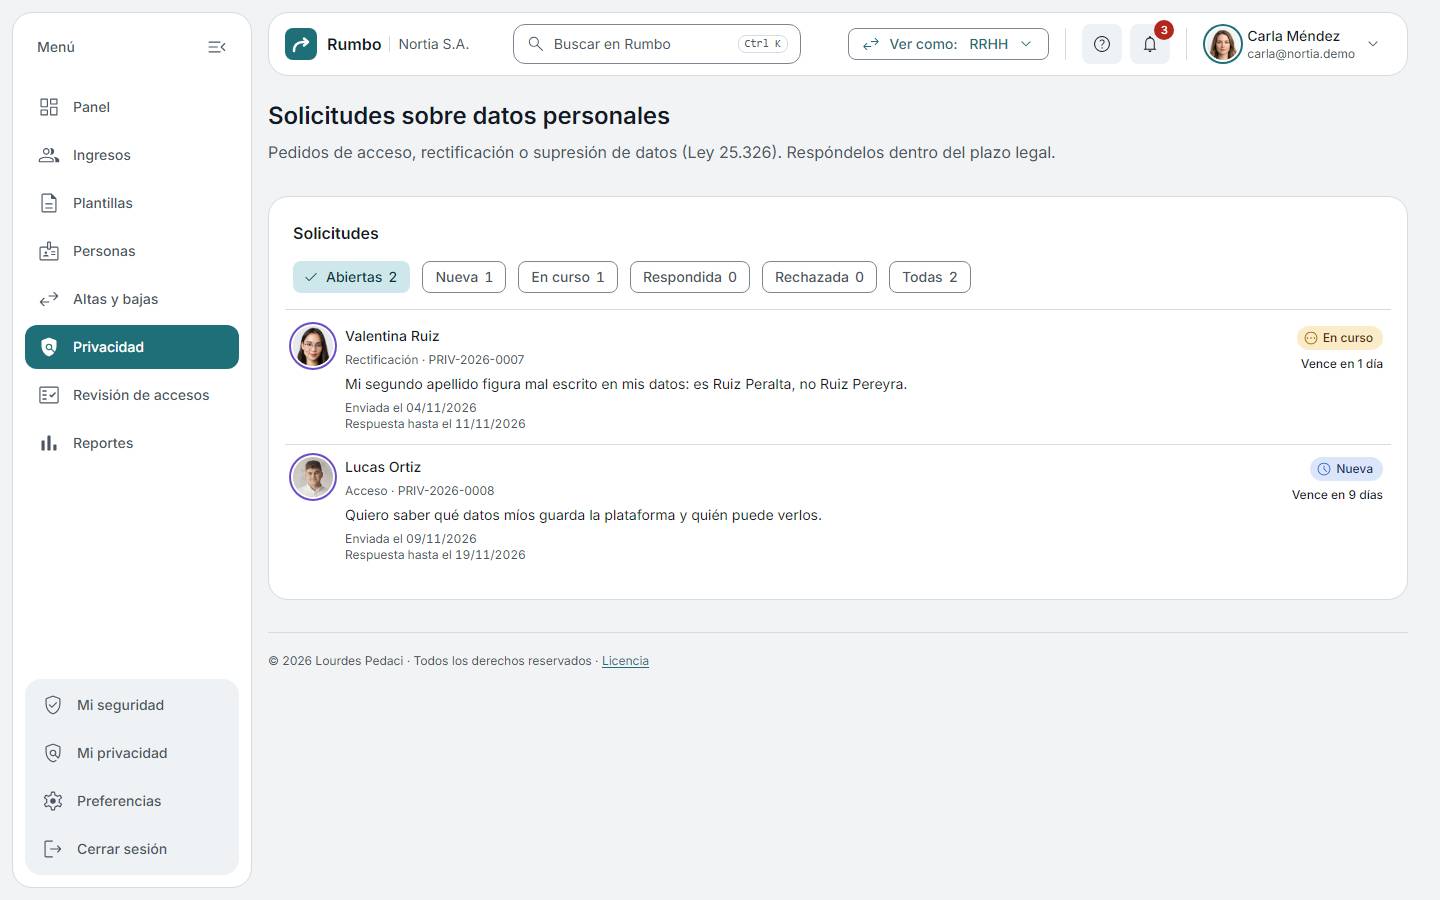 Menú
Panel
Ingresos
Plantillas
Personas
Altas y bajas
Privacidad
Revisión de accesos
Reportes
Mi seguridad
Mi privacidad
Preferencias
Cerrar sesión
Rumbo
Nortia S.A.
Buscar en Rumbo
Ctrl K
Ver como: RRHH
3
Carla Méndez
carla@nortia.demo
Solicitudes sobre datos personales
Pedidos de acceso, rectificación o supresión de datos (Ley 25.326). Respóndelos dentro del plazo legal.
Solicitudes
Abiertas 2
Nueva 1
En curso 1
Respondida 0
Rechazada 0
Todas 2
Valentina Ruiz
Rectificación · PRIV-2026-0007
Mi segundo apellido figura mal escrito en mis datos: es Ruiz Peralta, no Ruiz Pereyra.
Enviada el 04/11/2026
Respuesta hasta el 11/11/2026
En curso
Vence en 1 día
Lucas Ortiz
Acceso · PRIV-2026-0008
Quiero saber qué datos míos guarda la plataforma y quién puede verlos.
Enviada el 09/11/2026
Respuesta hasta el 19/11/2026
Nueva
Vence en 9 días
© 2026 Lourdes Pedaci · Todos los derechos reservados · Licencia